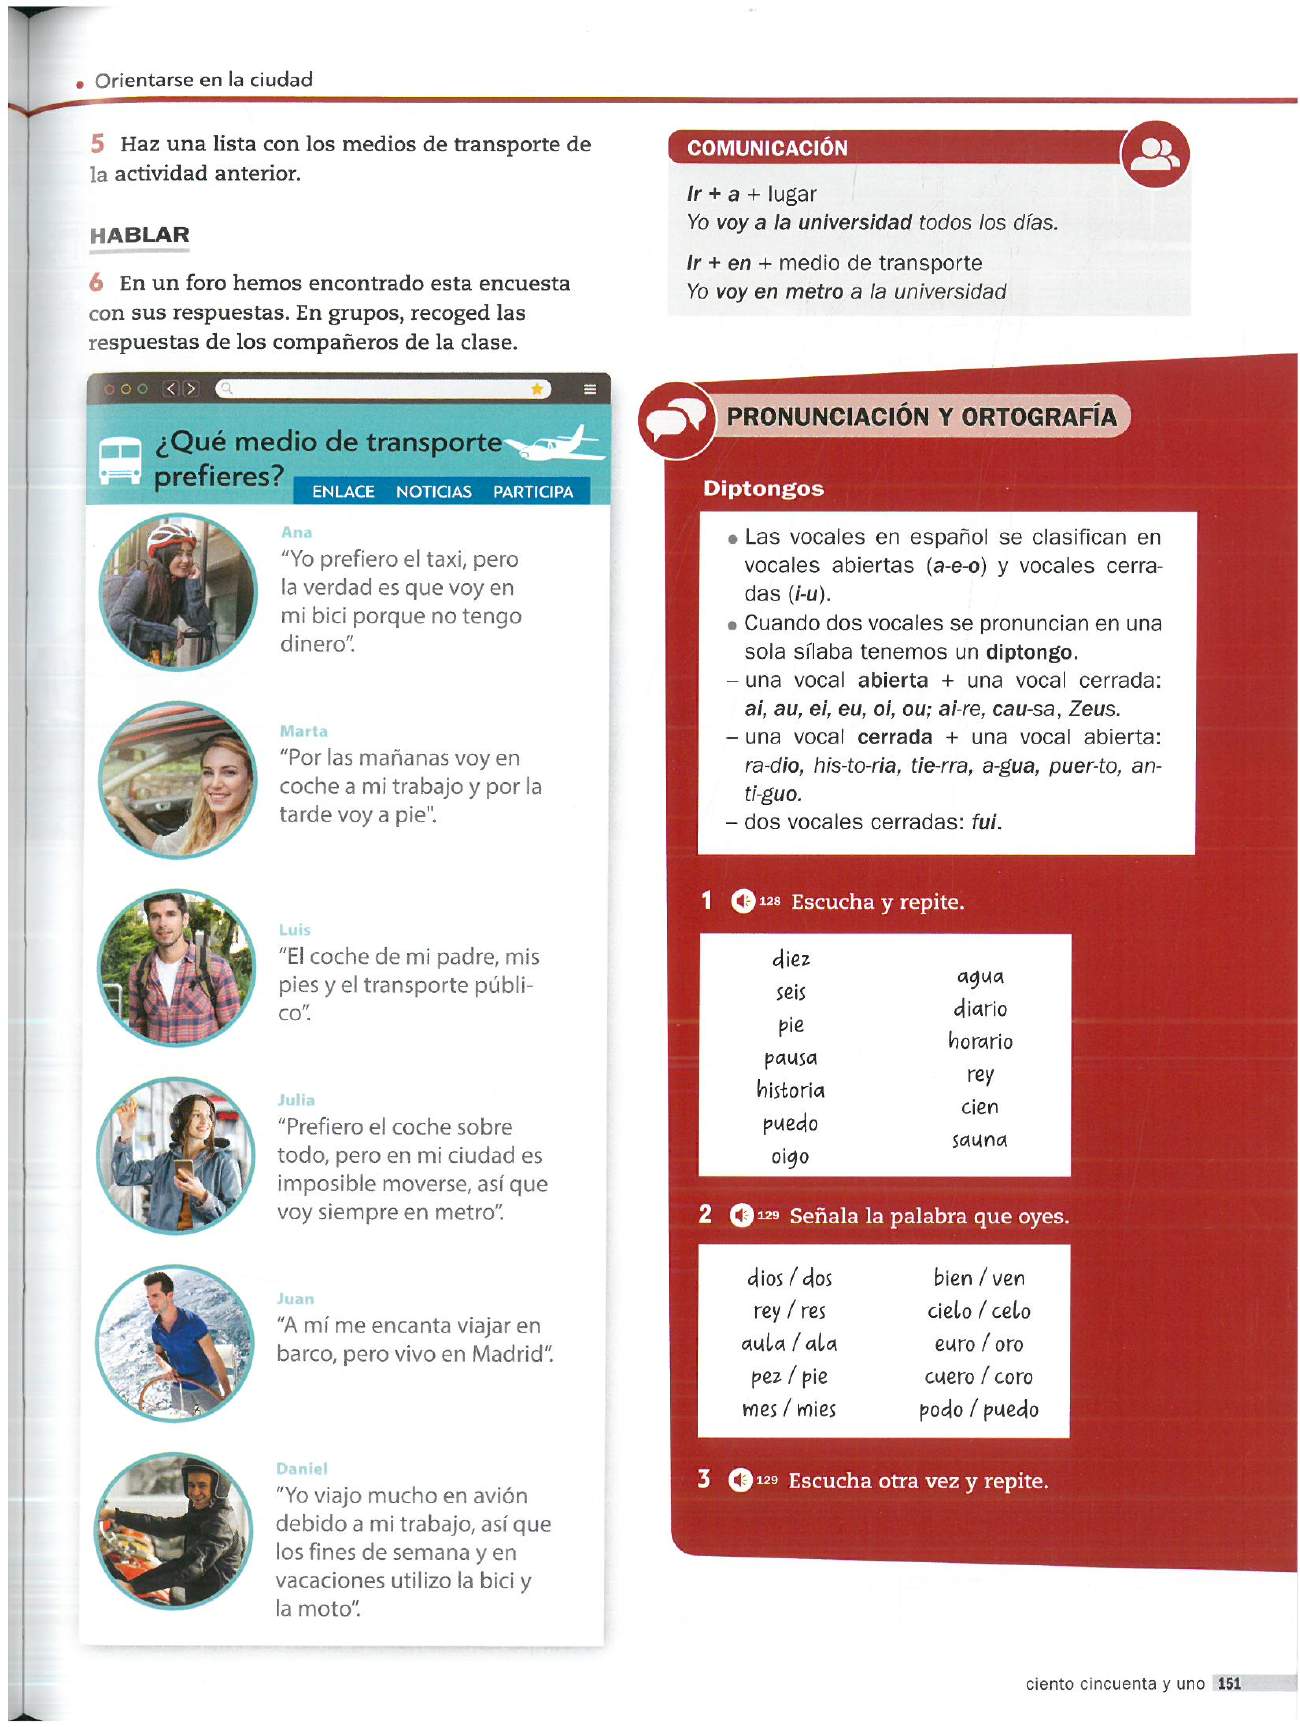 • Orientarse en la ciudad
5 Haz una lista con los medios de transporte de
la actividad anterior.
HABLAR
6 En un foro hemos encontrado esta encuesta
con sus respuestas. En grupos, recoged las
respuestas de los compañeros de la clase.
¿Qué medio de transporte
prefieres?
ENLACE NOTICIAS PARTICIPA
Ana
“Yo prefiero el taxi, pero
la verdad es que voy en
mi bici porque no tengo
dinero”.
Marta
“Por las mañanas voy en
coche a mi trabajo y por la
tarde voy a pie".
Luis
“El coche de mi padre, mis
pies y el transporte públi-
co”.
Julia
“Prefiero el coche sobre
todo, pero en mi ciudad es
imposible moverse, así que
voy siempre en metro”.
Juan
“A mí me encanta viajar en
barco, pero vivo en Madrid”.
Daniel
“Yo viajo mucho en avión
debido a mi trabajo, así que
los fines de semana y en
vacaciones utilizo la bici y
la moto”.
COMUNICACIÓN
Ir + a + lugar
Yo voy a la universidad todos los días.
Ir + en + medio de transporte
Yo voy en metro a la universidad
PRONUNCIACIÓN Y ORTOGRAFÍA
Diptongos
• Las vocales en español se clasifican en
vocales abiertas (a-e-o) y vocales cerra-
das (i-u).
• Cuando dos vocales se pronuncian en una
sola sílaba tenemos un diptongo.
– una vocal abierta + una vocal cerrada:
ai, au, ei, eu, oi, ou; ai-re, cau-sa, Zeus.
– una vocal cerrada + una vocal abierta:
ra-dio, his-to-ria, tie-rra, a-gua, puer-to, an-
ti-guo.
– dos vocales cerradas: fui.
1 128 Escucha y repite.
diez
seis
pie
pausa
historia
puedo
oigo
agua
diario
horario
rey
cien
sauna
2 129 Señala la palabra que oyes.
dios / dos
rey / res
aula / ala
pez / pie
mes / mies
bien / ven
cielo / celo
euro / oro
cuero / coro
podo / puedo
3 129 Escucha otra vez y repite.
ciento cincuenta y uno 151